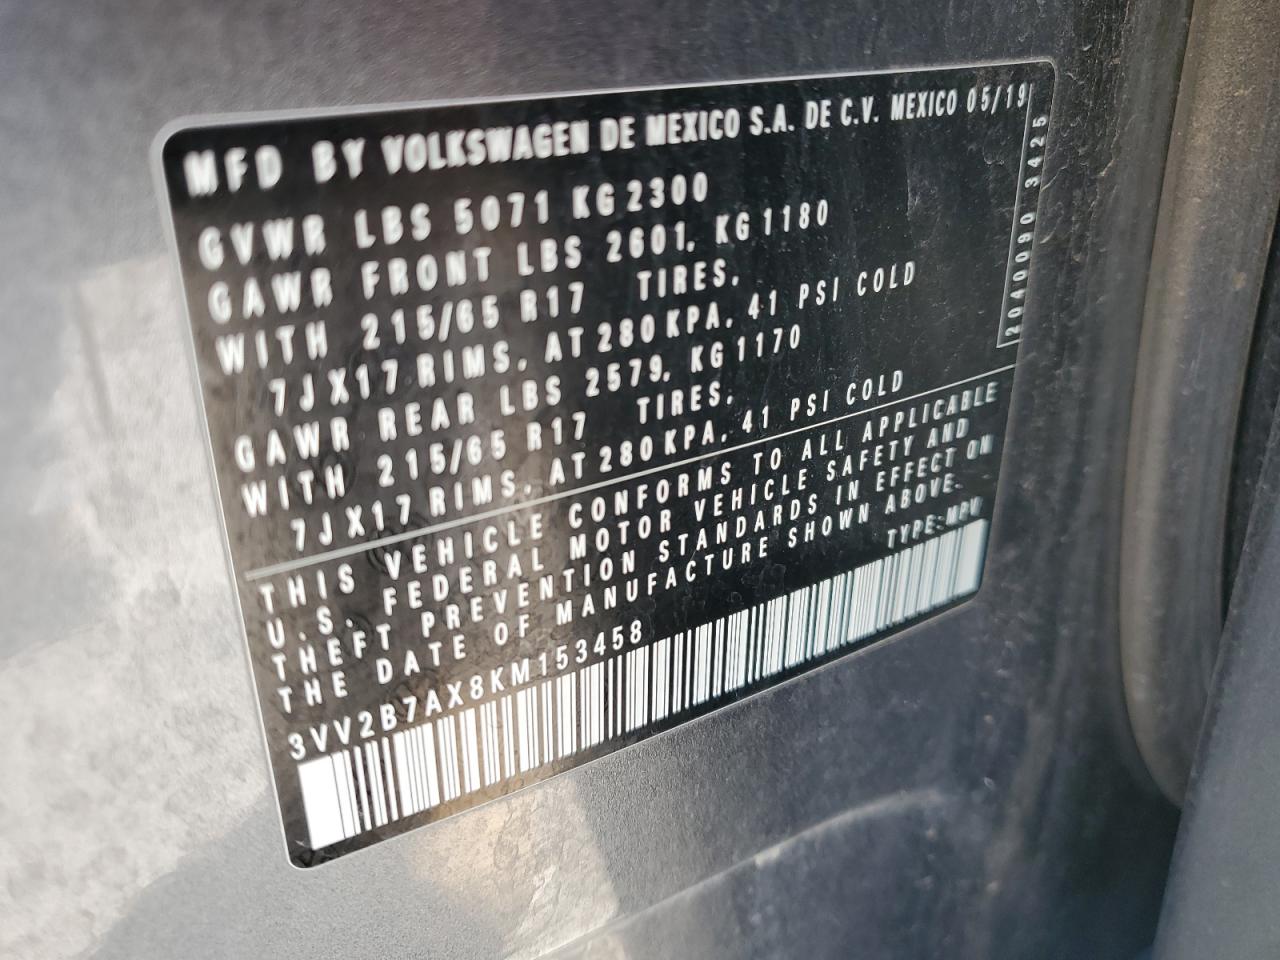 MFD BY VOLKSWAGEN DE MEXICO S.A. DE C.V. MEXICO 05/19
GVWR LBS 5071 KG 2300
GAWR FRONT LBS 2601, KG 1180
WITH 215/65 R17 TIRES,
7JX17 RIMS, AT 280 KPA, 41 PSI COLD
GAWR REAR LBS 2579, KG 1170
WITH 215/65 R17 TIRES,
7JX17 RIMS, AT 280 KPA, 41 PSI COLD
2040090 3425
THIS VEHICLE CONFORMS TO ALL APPLICABLE
U.S. FEDERAL MOTOR VEHICLE SAFETY AND
THEFT PREVENTION STANDARDS IN EFFECT ON
THE DATE OF MANUFACTURE SHOWN ABOVE.
TYPE:MPV
3VV2B7AX8KM153458